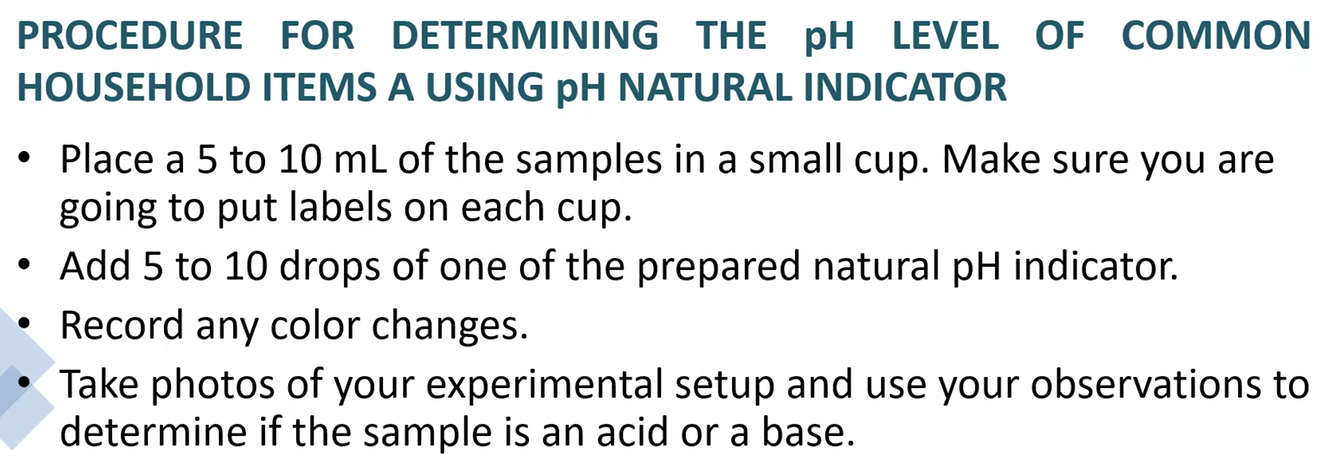 PROCEDURE FOR DETERMINING THE pH LEVEL OF COMMON
HOUSEHOLD ITEMS A USING pH NATURAL INDICATOR
• Place a 5 to 10 mL of the samples in a small cup. Make sure you are
going to put labels on each cup.
• Add 5 to 10 drops of one of the prepared natural pH indicator.
• Record any color changes.
• Take photos of your experimental setup and use your observations to
determine if the sample is an acid or a base.